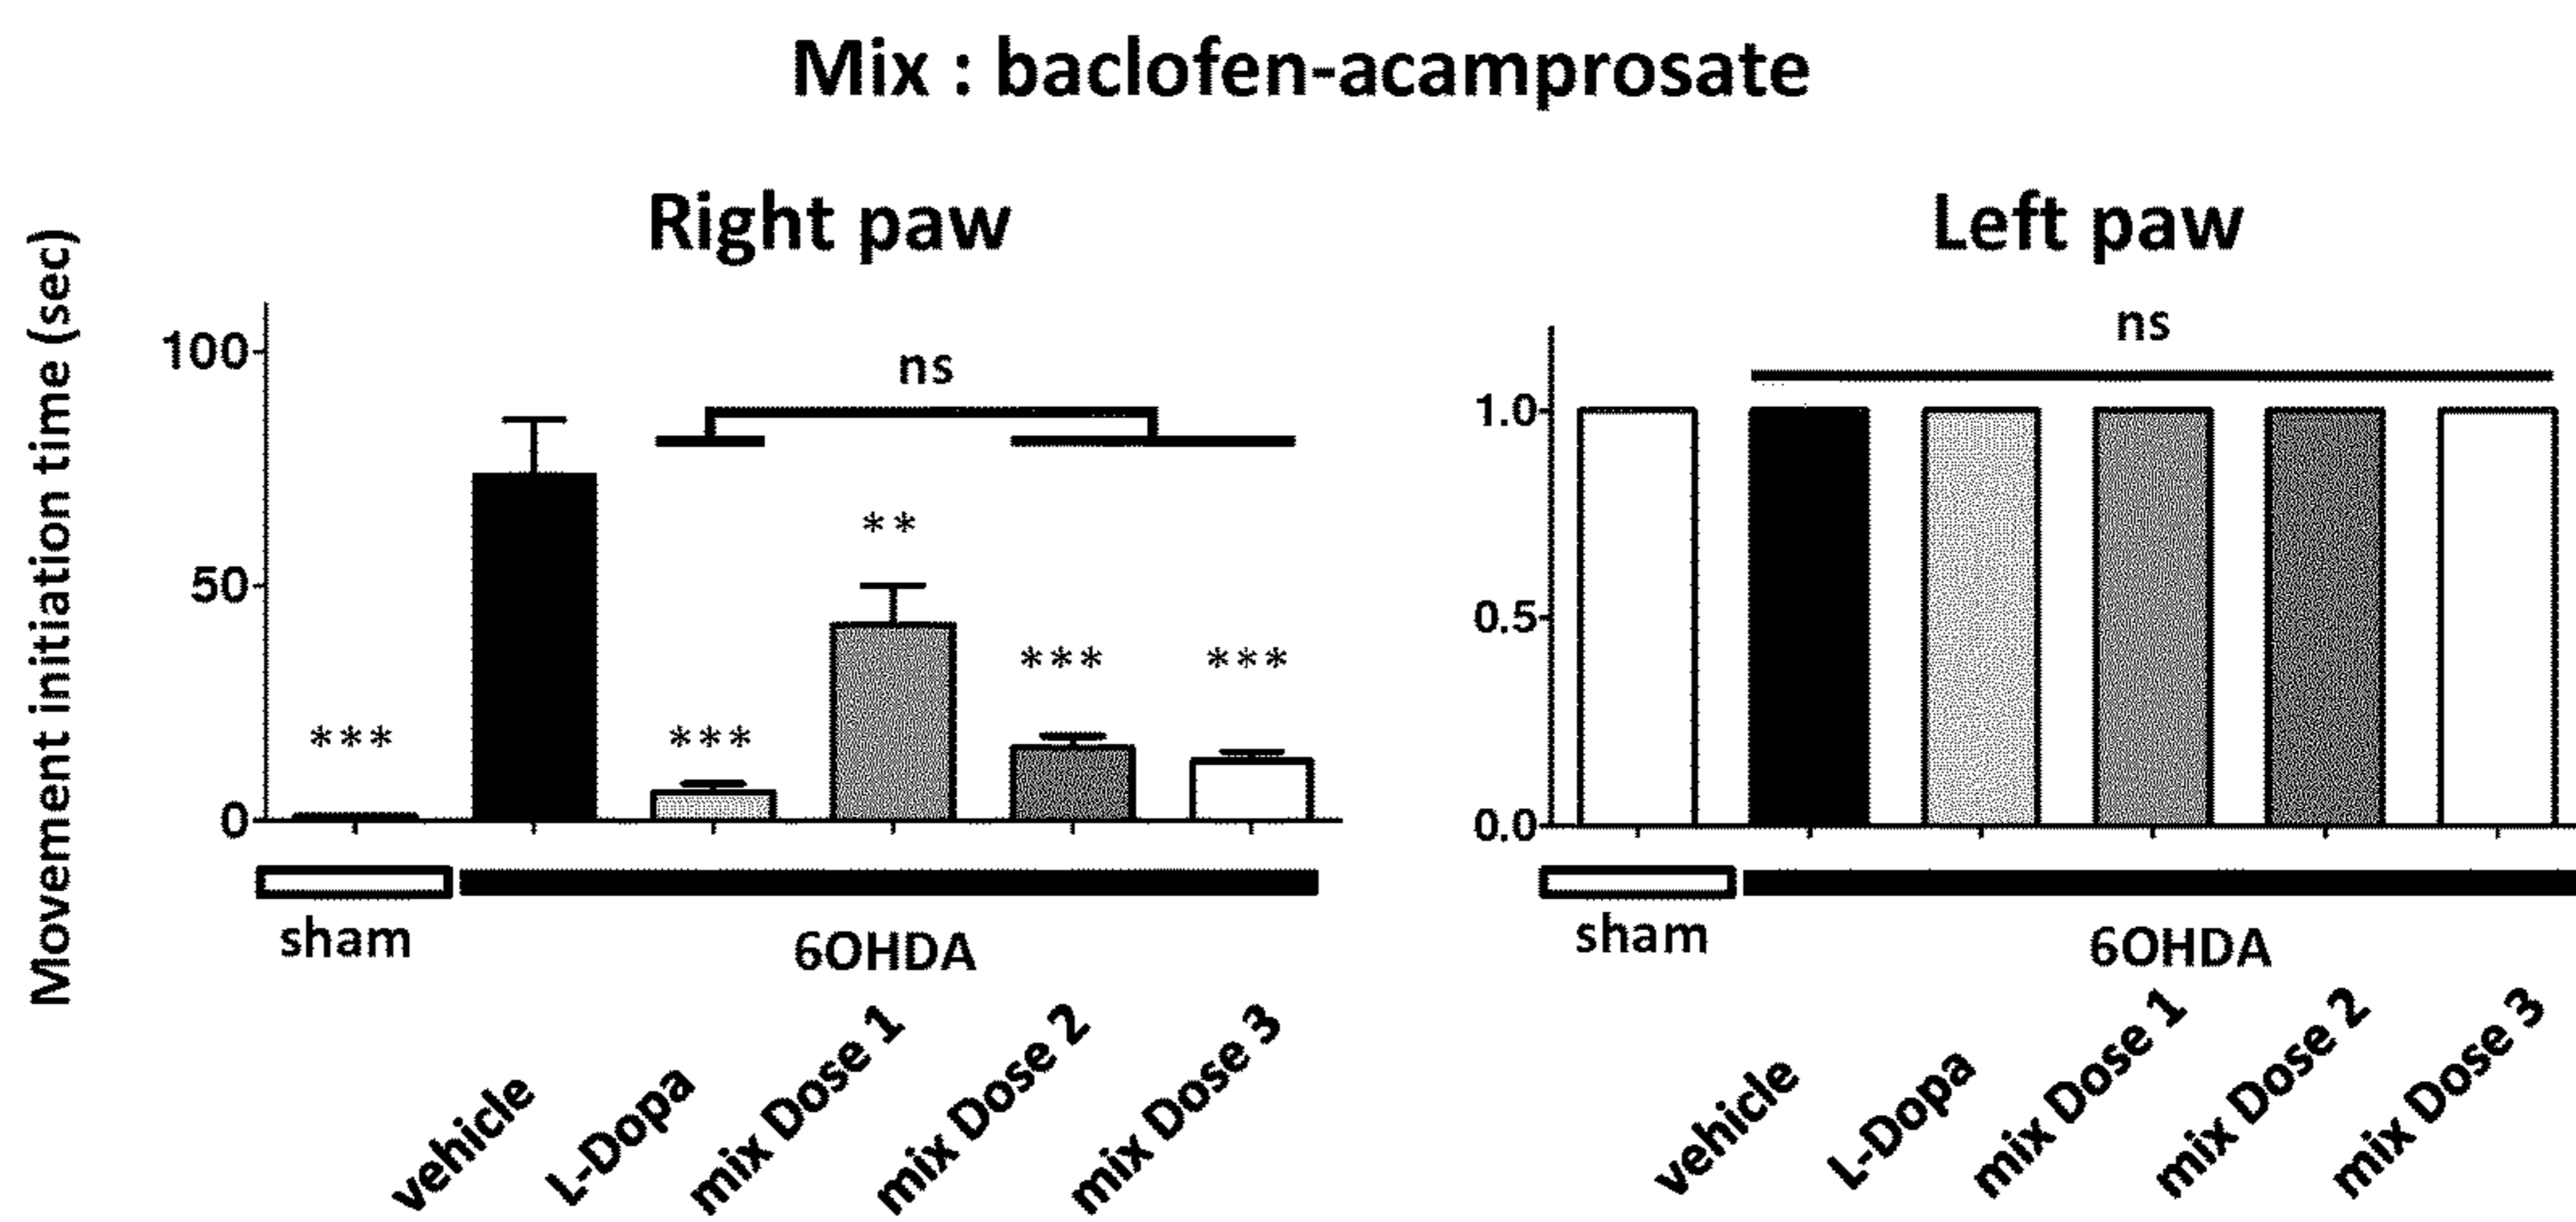 Mix : baclofen-acamprosate
Right paw
Movement initiation time (sec)
100
50
0
ns
***
***
**
***
***
sham
6OHDA
vehicle
L-Dopa
mix Dose 1
mix Dose 2
mix Dose 3
Left paw
ns
1.0
0.5
0.0
sham
6OHDA
vehicle
L-Dopa
mix Dose 1
mix Dose 2
mix Dose 3